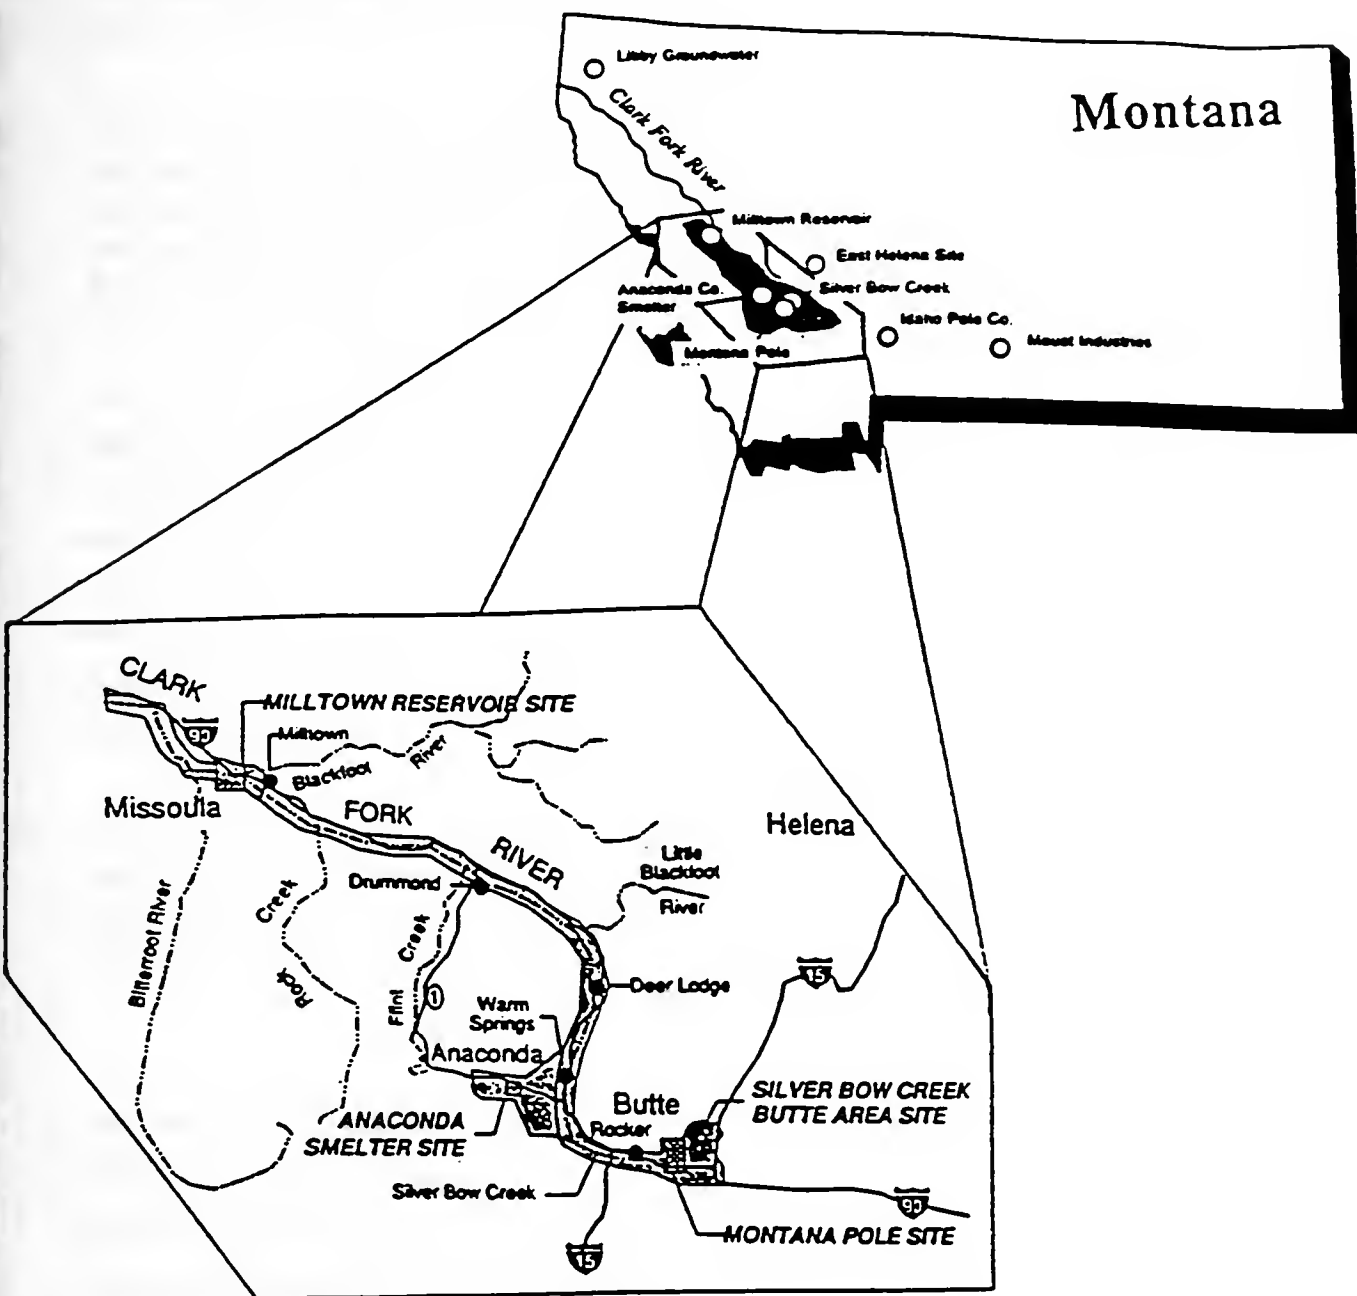 Libby Groundwater
Montana
Clark Fork River
Milltown Reservoir
East Helena Site
Anaconda Co.
Smelter
Silver Bow Creek
Idaho Pole Co.
Mouat Industries
Montana Pole
CLARK
MILLTOWN RESERVOIR SITE
90
Milltown
Blackfoot
River
Missoula
FORK
Helena
RIVER
Little
Blackfoot
River
Drummond
Bitterroot River
Creek
Rock
Creek
Flint
1
15
Deer Lodge
Warm
Springs
Anaconda
SILVER BOW CREEK
BUTTE AREA SITE
Butte
Rocker
ANACONDA
SMELTER SITE
Silver Bow Creek
90
MONTANA POLE SITE
15